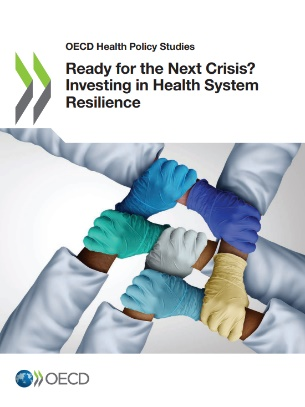 OECD Health Policy Studies
Ready for the Next Crisis?
Investing in Health System
Resilience
OECD